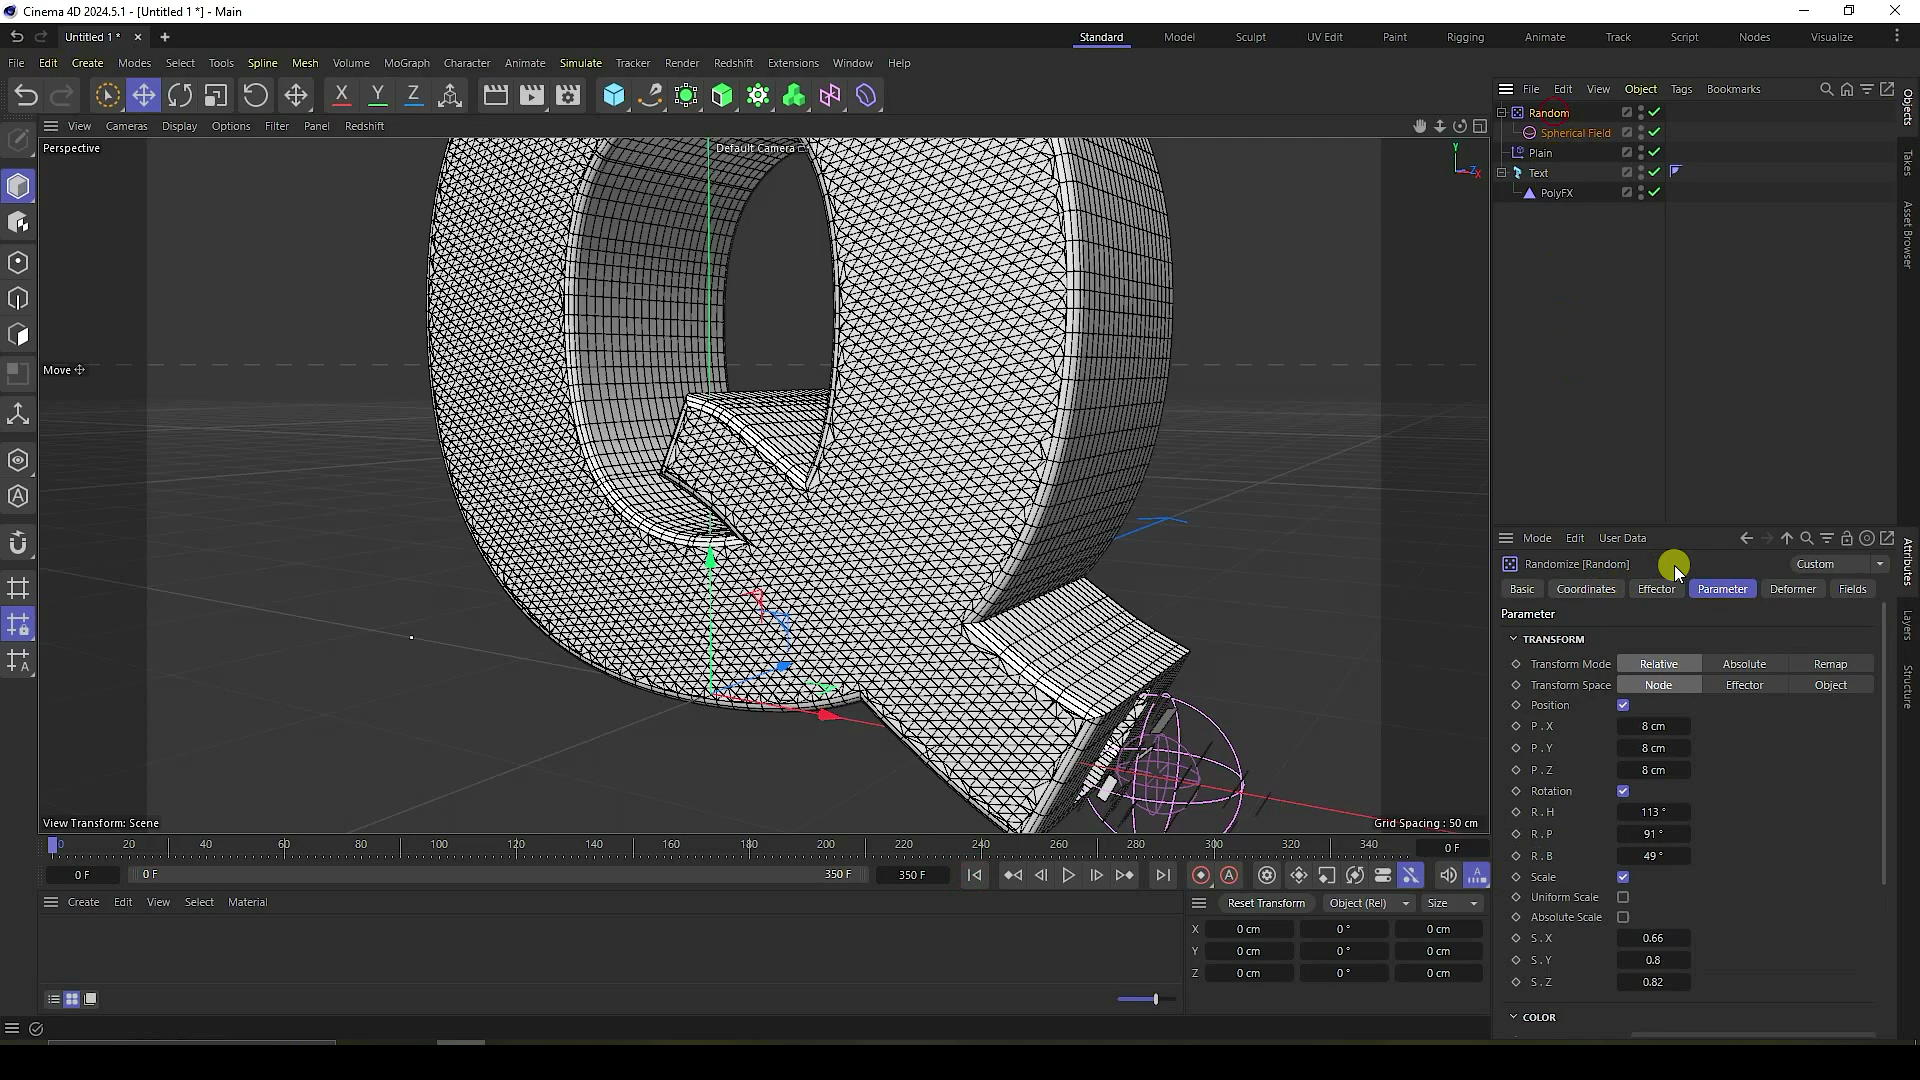 Cinema 4D 2024.5.1 - [Untitled 1 *] - Main
Untitled 1 *
Standard Model Sculpt UV Edit Paint Rigging Animate Track Script Nodes Visualize
File Edit Create Modes Select Tools Spline Mesh Volume MoGraph Character Animate Simulate Tracker Render Redshift Extensions Window Help
X Y Z
File Edit View Object Tags Bookmarks
View Cameras Display Options Filter Panel Redshift
Perspective
Default Camera
Random
Spherical Field
Plain
Text
PolyFX
Objects
Takes
Asset Browser
Move
View Transform: Scene
Grid Spacing : 50 cm
Mode Edit User Data
Randomize [Random]
Custom
Basic Coordinates Effector Parameter Deformer Fields
Parameter
TRANSFORM
Transform Mode Relative Absolute Remap
Transform Space Node Effector Object
Position
P . X 8 cm
P . Y 8 cm
P . Z 8 cm
Rotation
R . H 113 °
R . P 91 °
R . B 49 °
Scale
Uniform Scale
Absolute Scale
S . X 0.66
S . Y 0.8
S . Z 0.82
COLOR
Attributes
Layers
Structure
0 20 40 60 80 100 120 140 160 180 200 220 240 260 280 300 320 340 0 F
0 F 0 F 350 F 350 F
Create Edit View Select Material
Reset Transform Object (Rel) Size
X 0 cm 0 ° 0 cm
Y 0 cm 0 ° 0 cm
Z 0 cm 0 ° 0 cm